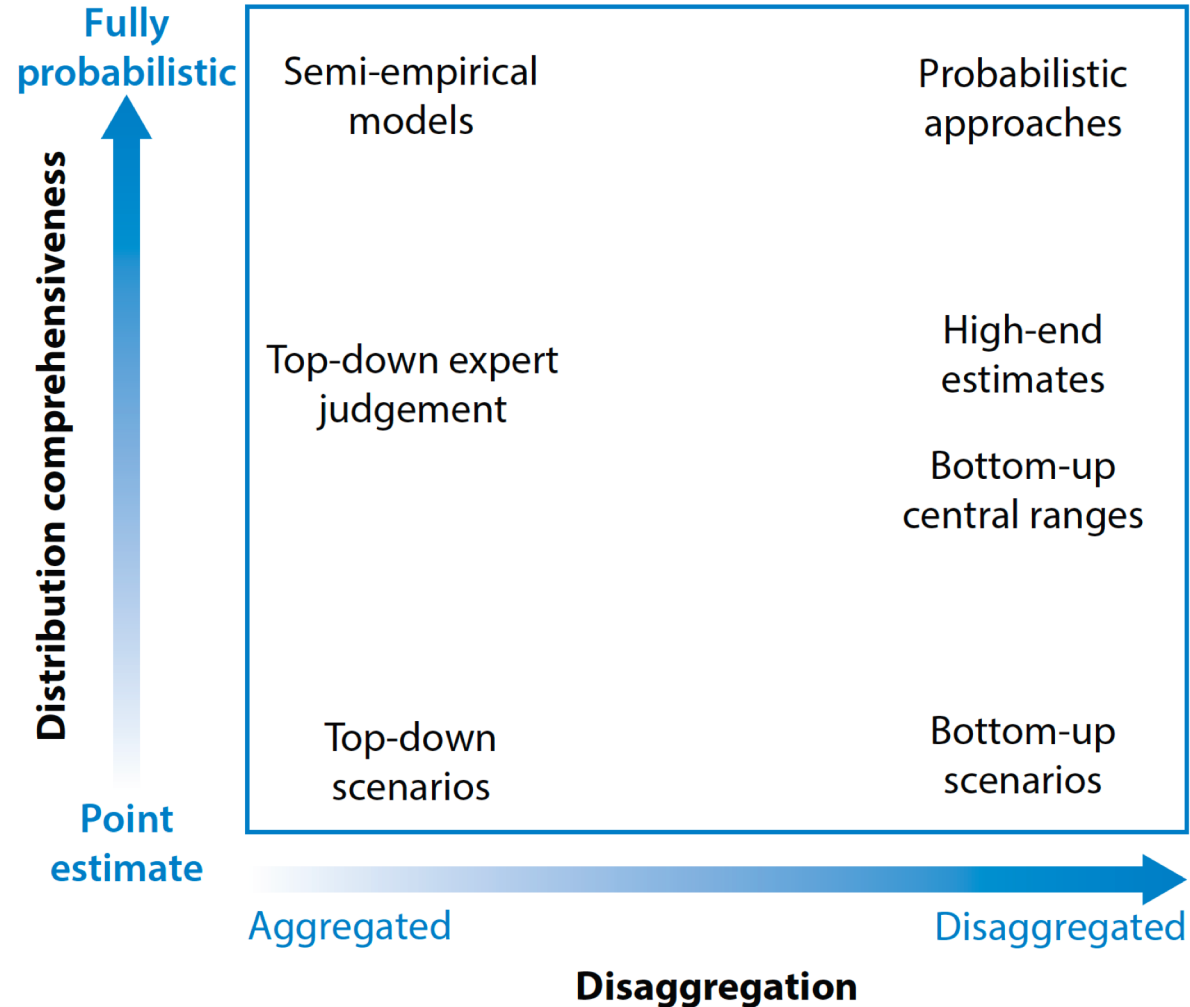 Fully
probabilistic
Distribution comprehensiveness
Point
estimate
Semi-empirical
models
Probabilistic
approaches
Top-down expert
judgement
High-end
estimates
Bottom-up
central ranges
Top-down
scenarios
Bottom-up
scenarios
Aggregated
Disaggregated
Disaggregation